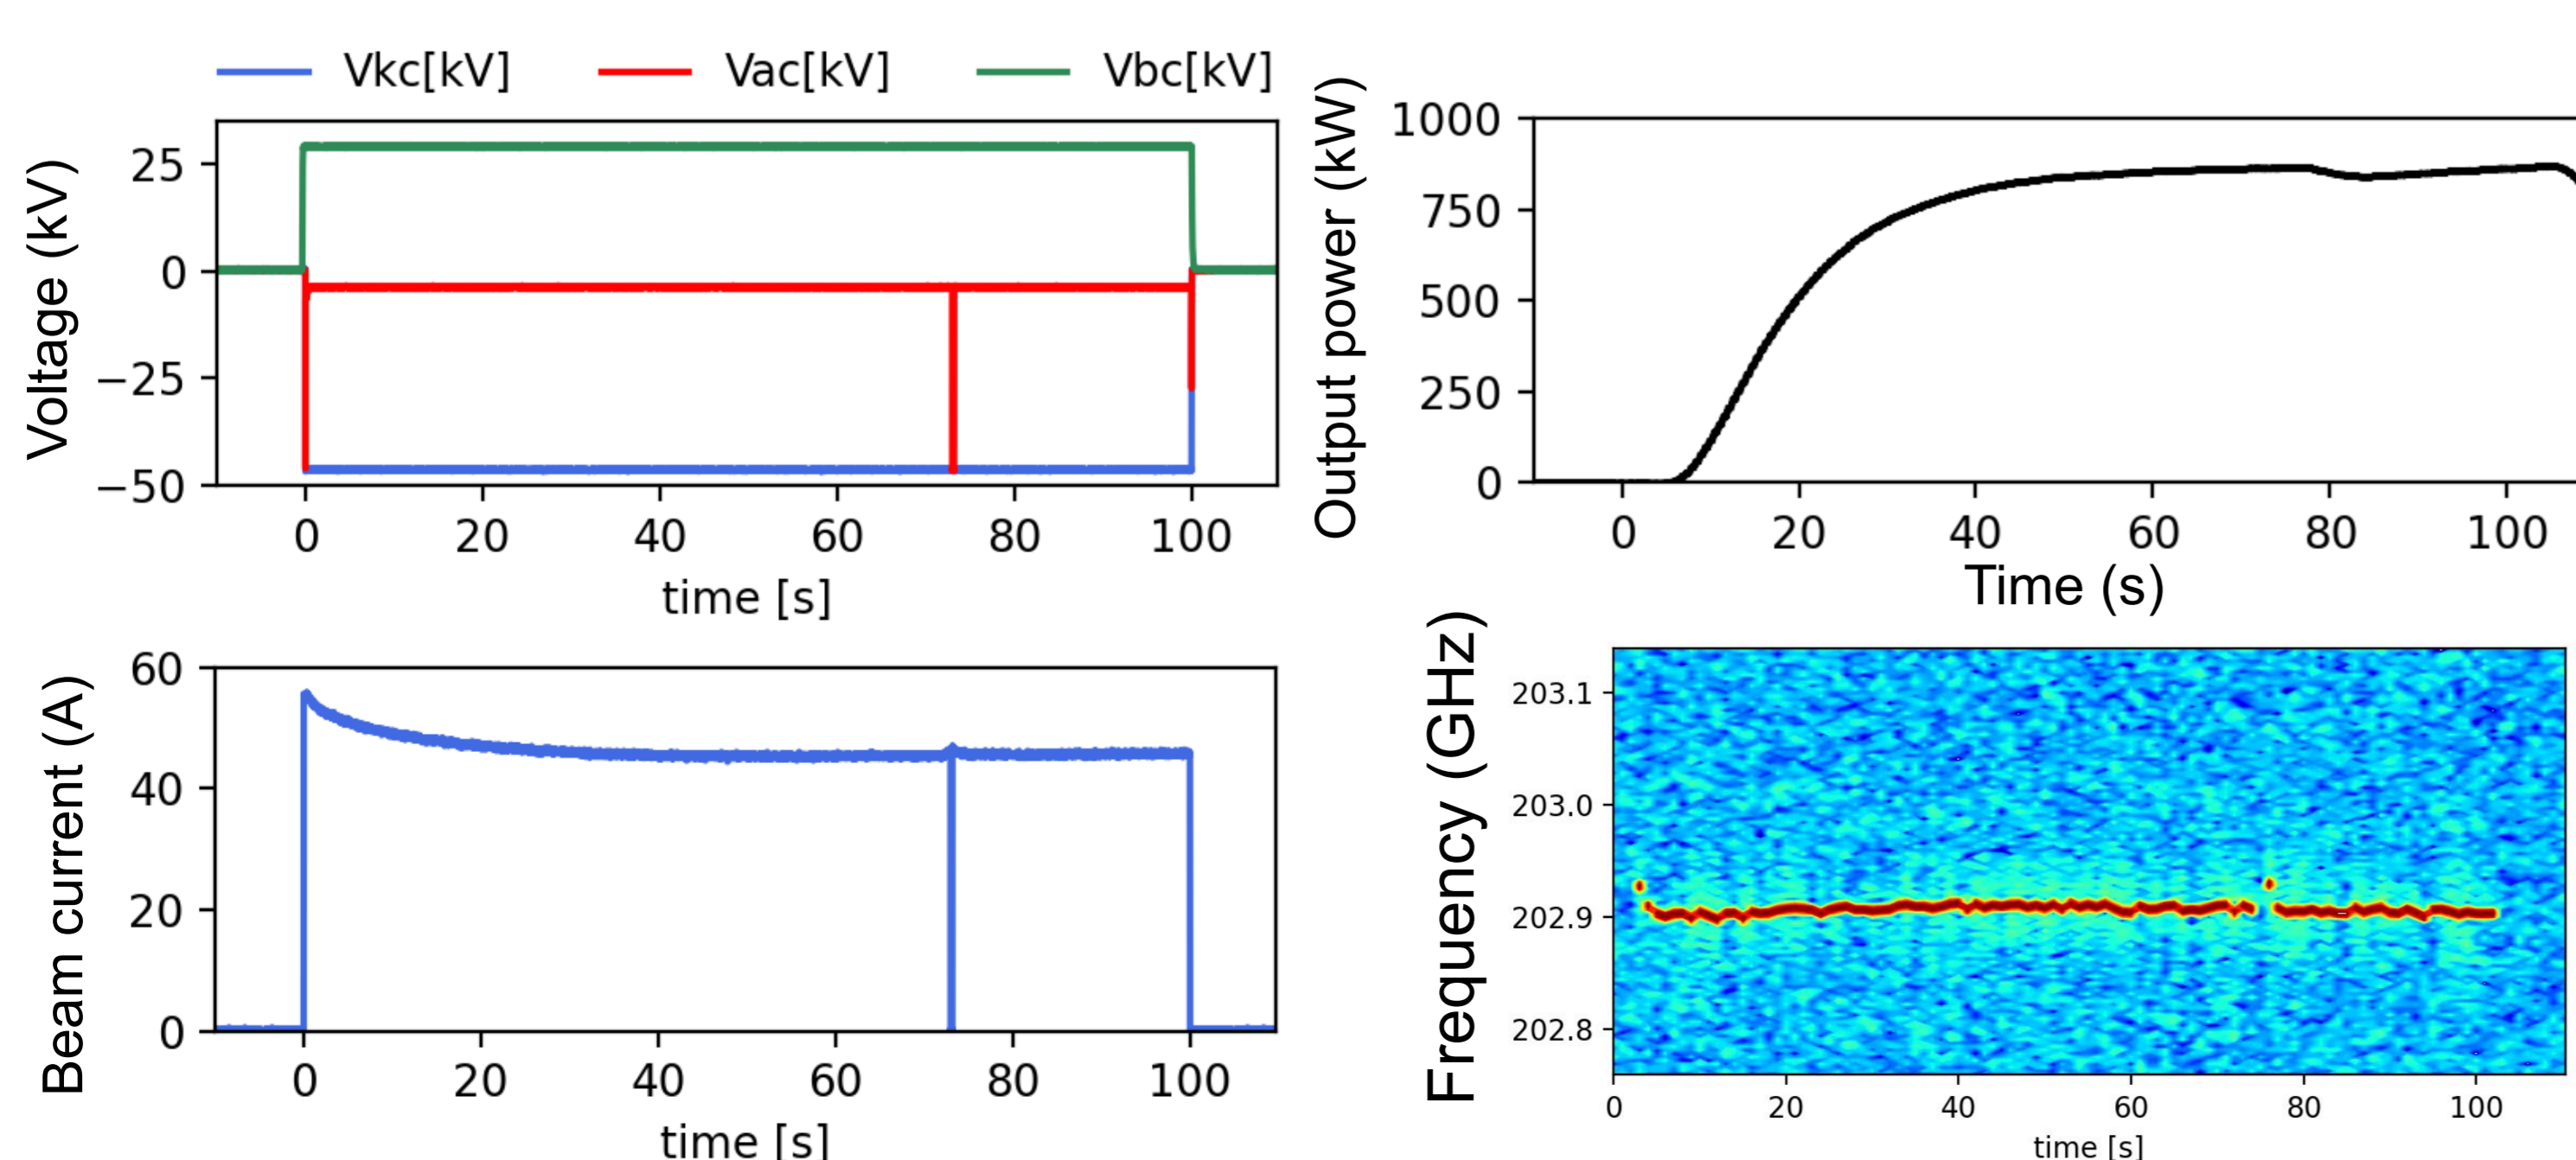 Vkc[kV] Vac[kV] Vbc[kV]
Voltage (kV)
25
0
−25
−50
0 20 40 60 80 100
time [s]
Output power (kW)
1000
750
500
250
0
0 20 40 60 80 100
Time (s)
Beam current (A)
60
40
20
0
0 20 40 60 80 100
time [s]
Frequency (GHz)
203.1
203.0
202.9
202.8
0 20 40 60 80 100
time [s]